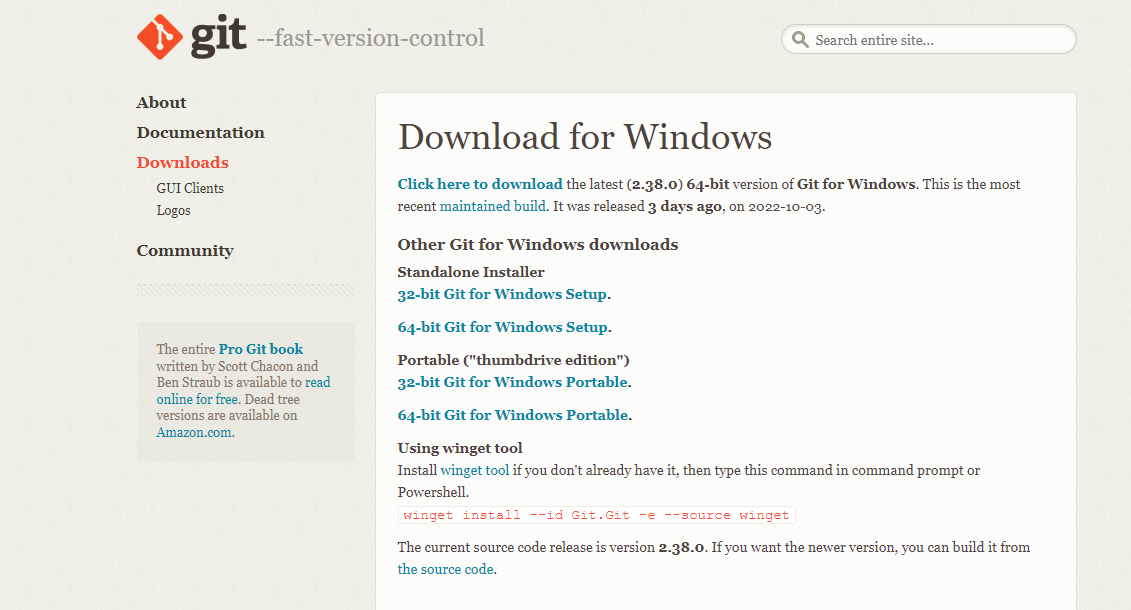 git --fast-version-control
Search entire site...
About
Documentation
Downloads
GUI Clients
Logos
Community
The entire Pro Git book
written by Scott Chacon and
Ben Straub is available to read
online for free. Dead tree
versions are available on
Amazon.com.
Download for Windows
Click here to download the latest (2.38.0) 64-bit version of Git for Windows. This is the most
recent maintained build. It was released 3 days ago, on 2022-10-03.
Other Git for Windows downloads
Standalone Installer
32-bit Git for Windows Setup.
64-bit Git for Windows Setup.
Portable ("thumbdrive edition")
32-bit Git for Windows Portable.
64-bit Git for Windows Portable.
Using winget tool
Install winget tool if you don't already have it, then type this command in command prompt or
Powershell.
winget install --id Git.Git -e --source winget
The current source code release is version 2.38.0. If you want the newer version, you can build it from
the source code.